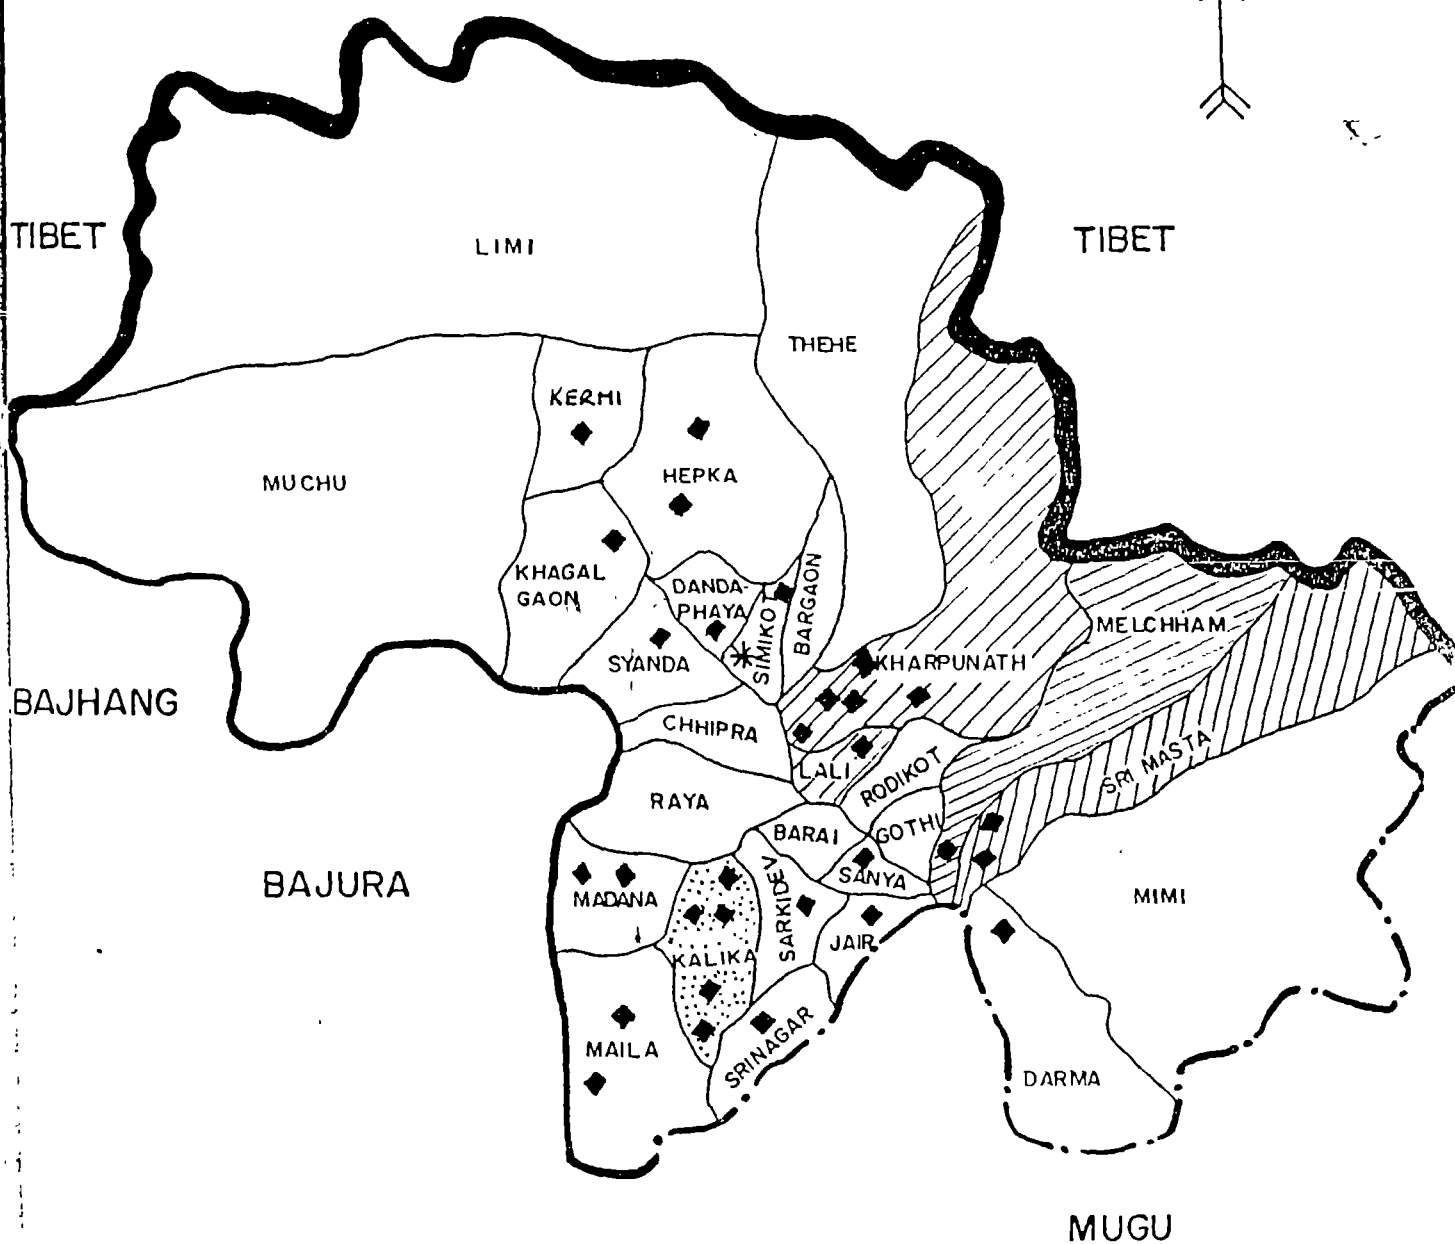 TIBET
TIBET
LIMI
THEHE
KERMI
HEPKA
MUCHU
KHAGAL
GAON
DANDA-
PHAYA
SIMIKOT
BARGAON
MELCHHAM
SYANDA
KHARPUNATH
BAJHANG
CHHIPRA
LALI
RODIKOT
SRI MASTA
RAYA
BARAI
GOTHI
BAJURA
MADANA
SARKIDEV
SANYA
MIMI
KALIKA
JAIR
MAILA
SRINAGAR
DARMA
MUGU